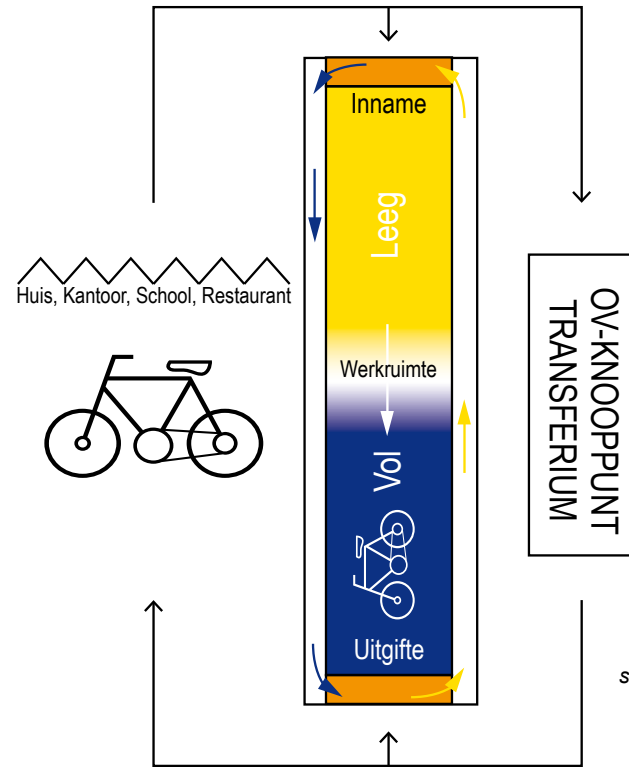 Inname
Leeg
Huis, Kantoor, School, Restaurant
Werkruimte
Vol
Uitgifte
OV-KNOOPPUNT
TRANSFERIUM
s